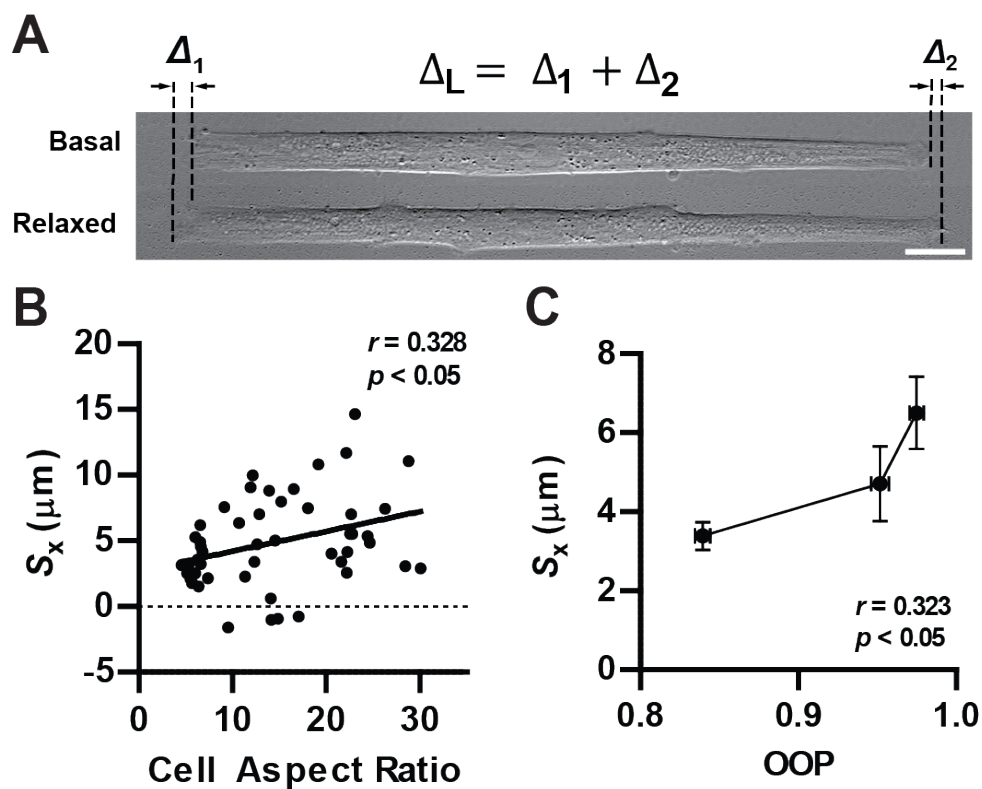 A
Δ1
ΔL = Δ1 + Δ2
Δ2
Basal
Relaxed
B
r = 0.328
p < 0.05
20
15
10
5
0
-5
Sx (μm)
0 10 20 30
Cell Aspect Ratio
C
8
6
4
2
0
Sx (μm)
r = 0.323
p < 0.05
0.8 0.9 1.0
OOP